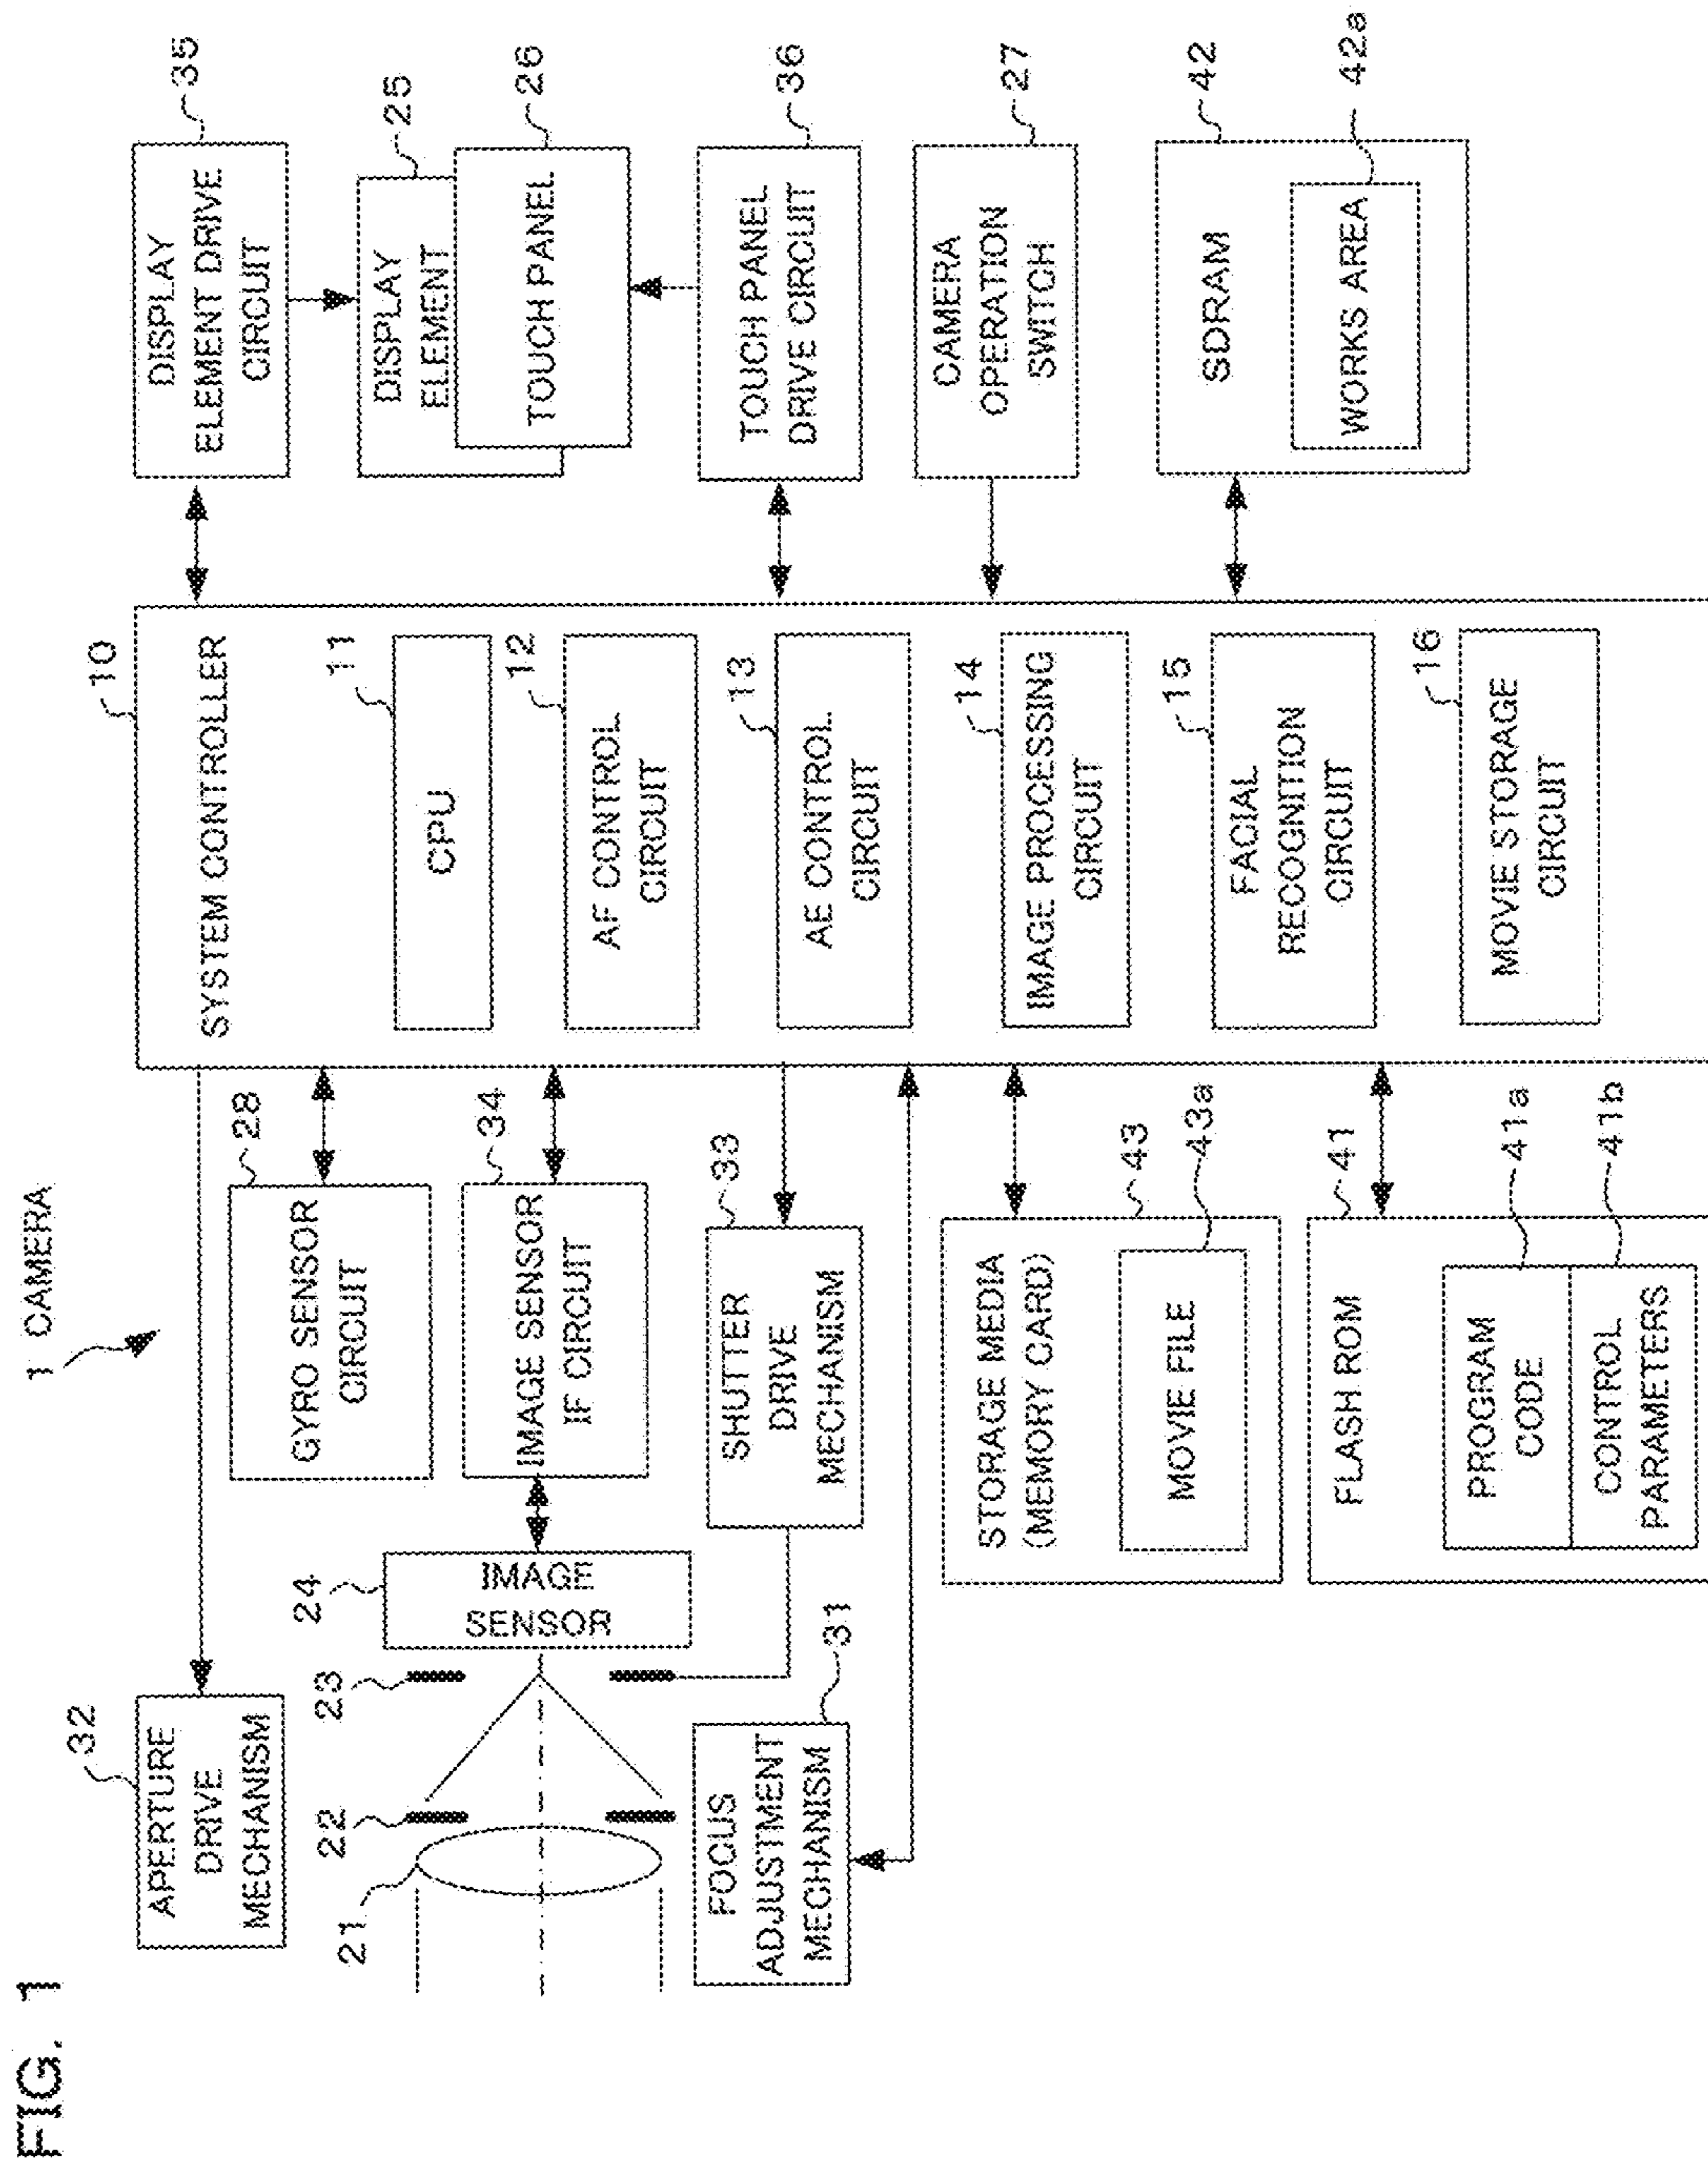 FIG. 1
1 CAMERA
32
APERTURE
DRIVE
MECHANISM
21
22
23
24
IMAGE
SENSOR
28
GYRO SENSOR
CIRCUIT
34
IMAGE SENSOR
IF CIRCUIT
33
SHUTTER
DRIVE
MECHANISM
31
FOCUS
ADJUSTMENT
MECHANISM
43
STORAGE MEDIA
(MEMORY CARD)
43a
MOVIE FILE
41
FLASH ROM
41a
PROGRAM
CODE
41b
CONTROL
PARAMETERS
10
SYSTEM CONTROLLER
11
CPU
12
AF CONTROL
CIRCUIT
13
AE CONTROL
CIRCUIT
14
IMAGE PROCESSING
CIRCUIT
15
FACIAL
RECOGNITION
CIRCUIT
16
MOVIE STORAGE
CIRCUIT
35
DISPLAY
ELEMENT DRIVE
CIRCUIT
25
DISPLAY
ELEMENT
26
TOUCH PANEL
36
TOUCH PANEL
DRIVE CIRCUIT
27
CAMERA
OPERATION
SWITCH
42
SDRAM
42a
WORKS AREA